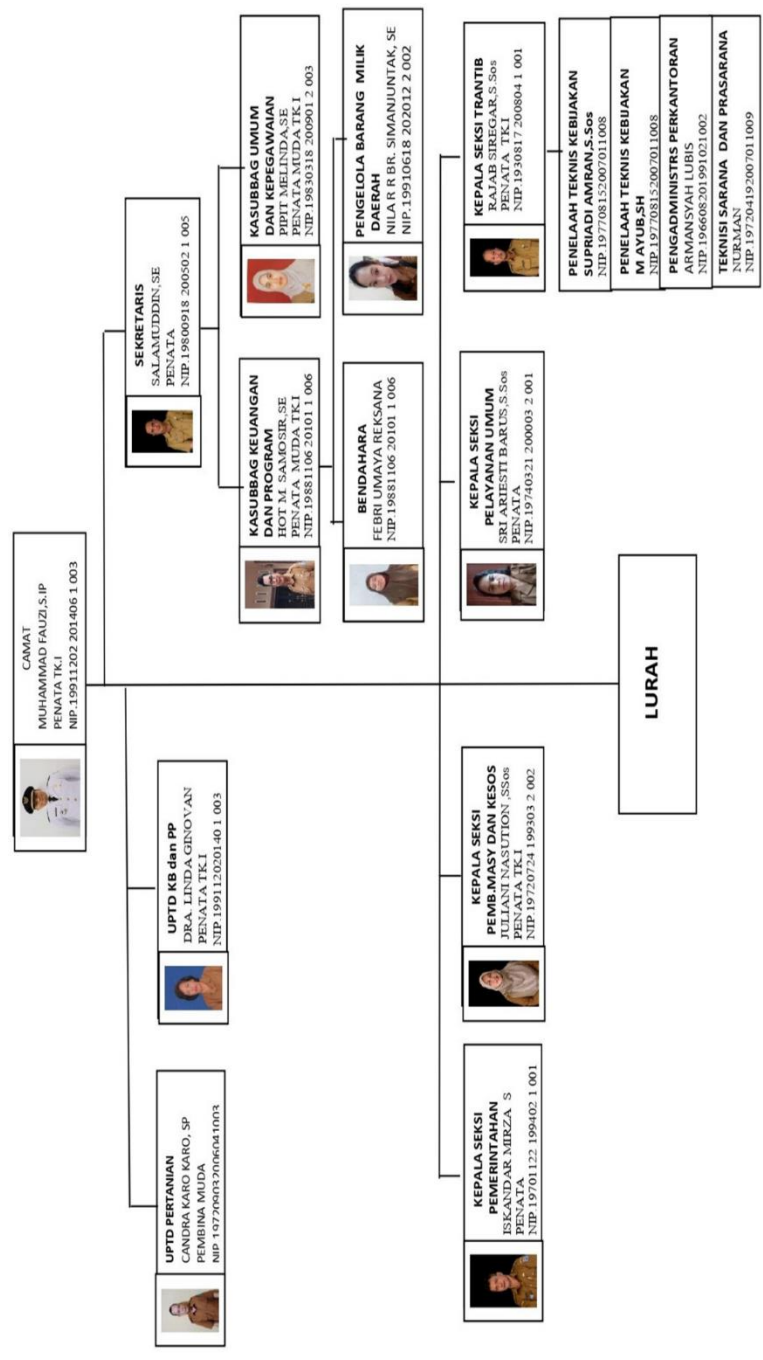 CAMAT
MUHAMMAD FAUZI,S.IP
PENATA TK.I
NIP.19911202 201406 1 003
SEKRETARIS
SALAMUDDIN,SE
PENATA
NIP.19800918 200502 1 005
UPTD PERTANIAN
CANDRA KARO KARO, SP
PEMBINA MUDA
NIP 197209032006041003
UPTD KB dan PP
DRA. LINDA GINOVAN
PENATA TK.I
NIP.199112020140 1 003
KASUBBAG KEUANGAN
DAN PROGRAM
HOT M. SAMOSIR,SE
PENATA MUDA TK.I
NIP.19881106 20101 1 006
KASUBBAG UMUM
DAN KEPEGAWAIAN
PIPIT MELINDA,SE
PENATA MUDA TK.I
NIP.19830318 200901 2 003
BENDAHARA
FEBRI UMAYA REKSANA
NIP.19881106 20101 1 006
PENGELOLA BARANG MILIK
DAERAH
NILA R R BR. SIMANJUNTAK, SE
NIP.19910618 202012 2 002
KEPALA SEKSI
PEMERINTAHAN
ISKANDAR MIRZA S
PENATA
NIP.19701122 199402 1 001
KEPALA SEKSI
PEMB.MASY DAN KESOS
JULIANI NASUTION ,SSos
PENATA TK.I
NIP.19720724 199303 2 002
KEPALA SEKSI
PELAYANAN UMUM
SRI ARIESTI BARUS,S.Sos
PENATA
NIP.19740321 200003 2 001
KEPALA SEKSI TRANTIB
RAJAB SIREGAR,S.Sos
PENATA TK.I
NIP.1930817 200804 1 001
PENELAAH TEKNIS KEBIJAKAN
SUPRIADI AMRAN,S.Sos
NIP.197708152007011008
PENELAAH TEKNIS KEBIJAKAN
M AYUB,SH
NIP.197708152007011008
PENGADMINISTRS PERKANTORAN
ARMANSYAH LUBIS
NIP.196608201991021002
TEKNISI SARANA DAN PRASARANA
NURMAN
NIP.197204192007011009
LURAH